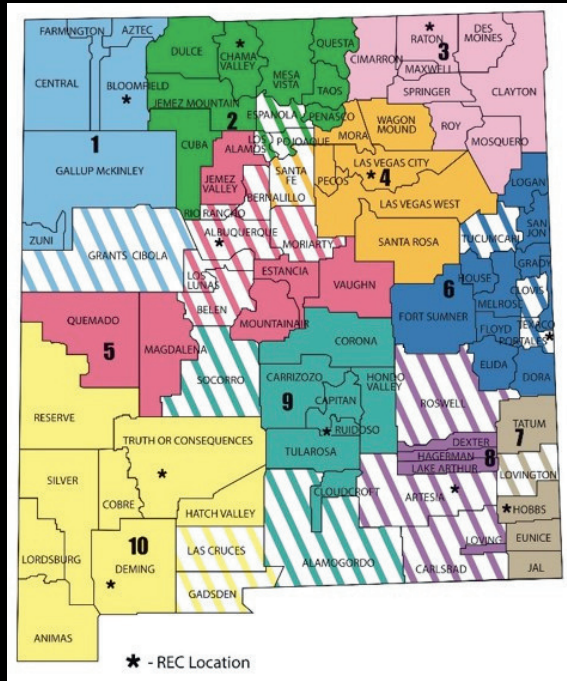 FARMINGTON
AZTEC
CENTRAL
BLOOMFIELD
*
1
GALLUP McKINLEY
ZUNI
GRANTS CIBOLA
DULCE
*
CHAMA
VALLEY
MESA
VISTA
QUESTA
TAOS
JEMEZ MOUNTAIN
ESPANOLA
PENASCO
2
CUBA
LOS
ALAMOS
POJOAQUE
CIMARRON
*
RATON
3
DES
MOINES
MAXWELL
SPRINGER
CLAYTON
ROY
MOSQUERO
WAGON
MOUND
MORA
LAS VEGAS CITY
PECOS
*
4
LAS VEGAS WEST
SANTA
FE
SANTA ROSA
JEMEZ
VALLEY
BERNALILLO
RIO RANCHO
ALBUQUERQUE
*
MORIARTY
LOS
LUNAS
BELEN
ESTANCIA
VAUGHN
MOUNTAINAIR
QUEMADO
5
MAGDALENA
SOCORRO
LOGAN
SAN
JON
TUCUMCARI
GRADY
HOUSE
CLOVIS
6
MELROSE
TEXICO
FORT SUMNER
FLOYD
PORTALES
*
ELIDA
DORA
CORONA
CARRIZOZO
HONDO
VALLEY
9
CAPITAN
*
RUIDOSO
TULAROSA
CLOUDCROFT
ALAMOGORDO
ROSWELL
DEXTER
HAGERMAN
8
LAKE ARTHUR
ARTESIA
*
LOVING
CARLSBAD
TATUM
7
LOVINGTON
*
HOBBS
EUNICE
JAL
RESERVE
TRUTH OR CONSEQUENCES
*
SILVER
COBRE
HATCH VALLEY
10
LORDSBURG
DEMING
*
LAS CRUCES
GADSDEN
ANIMAS
* - REC Location